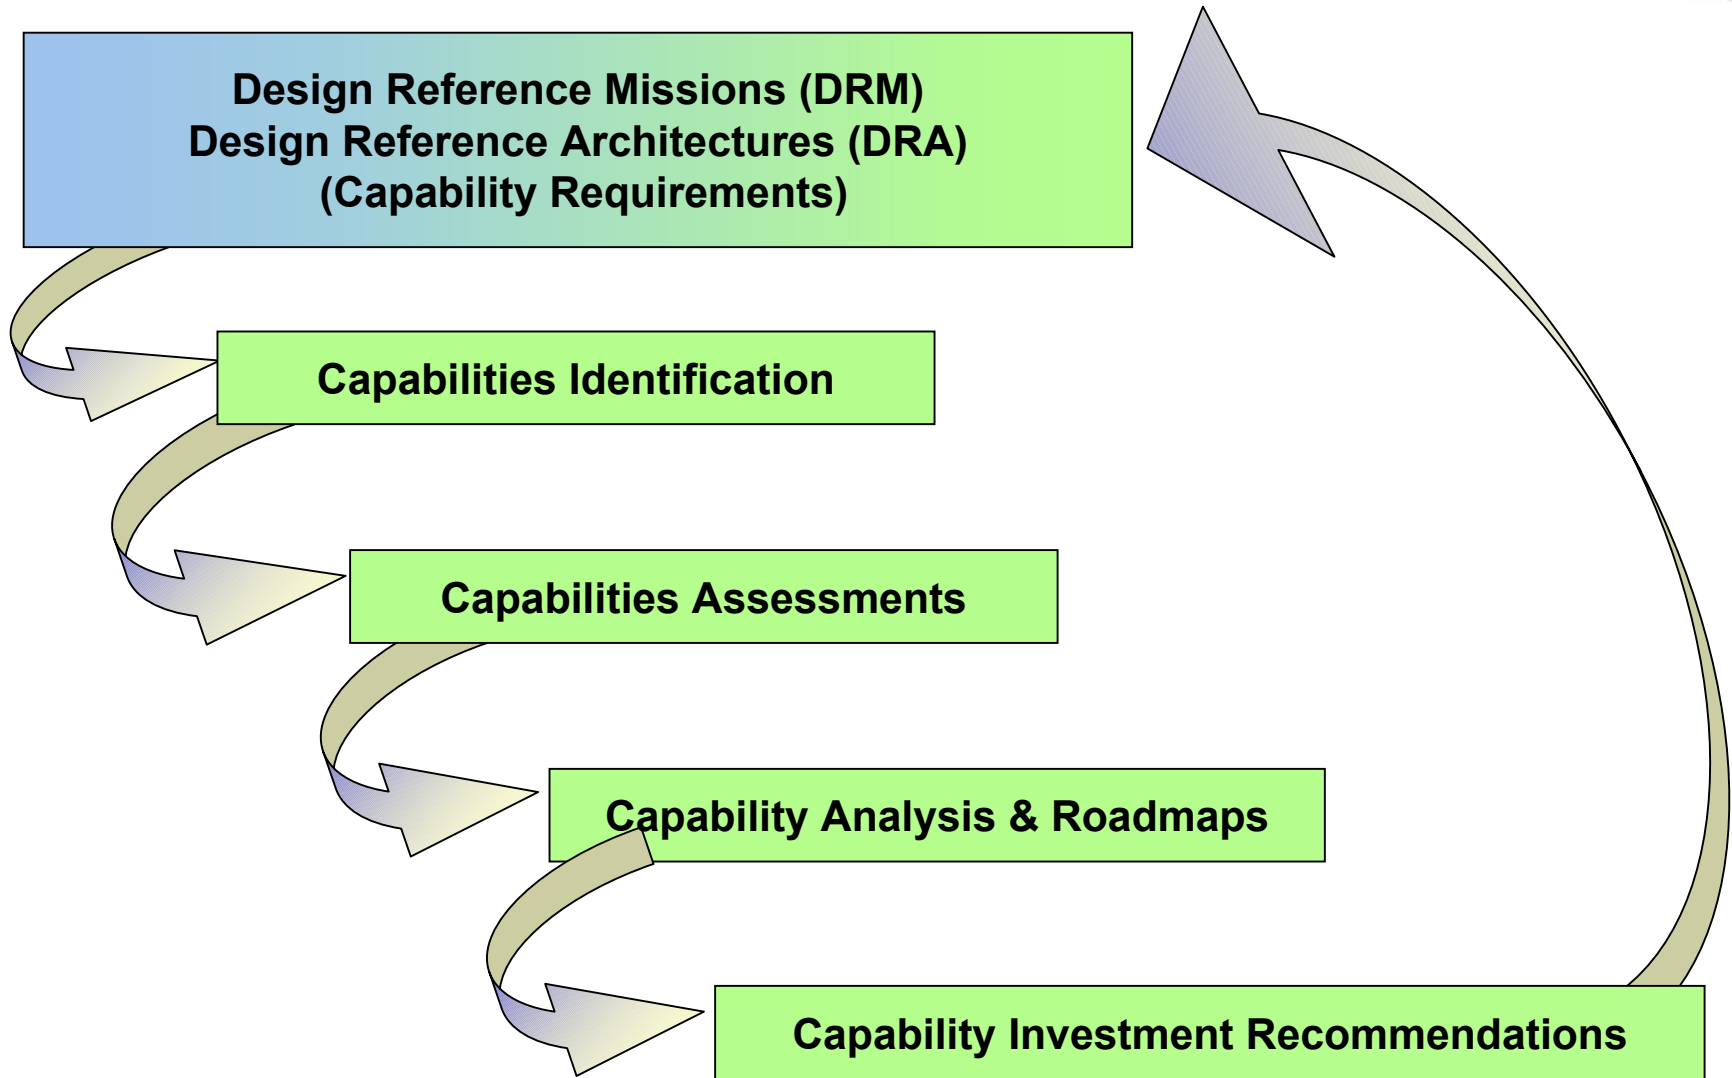 Design Reference Missions (DRM)
Design Reference Architectures (DRA)
(Capability Requirements)
Capabilities Identification
Capabilities Assessments
Capability Analysis & Roadmaps
Capability Investment Recommendations